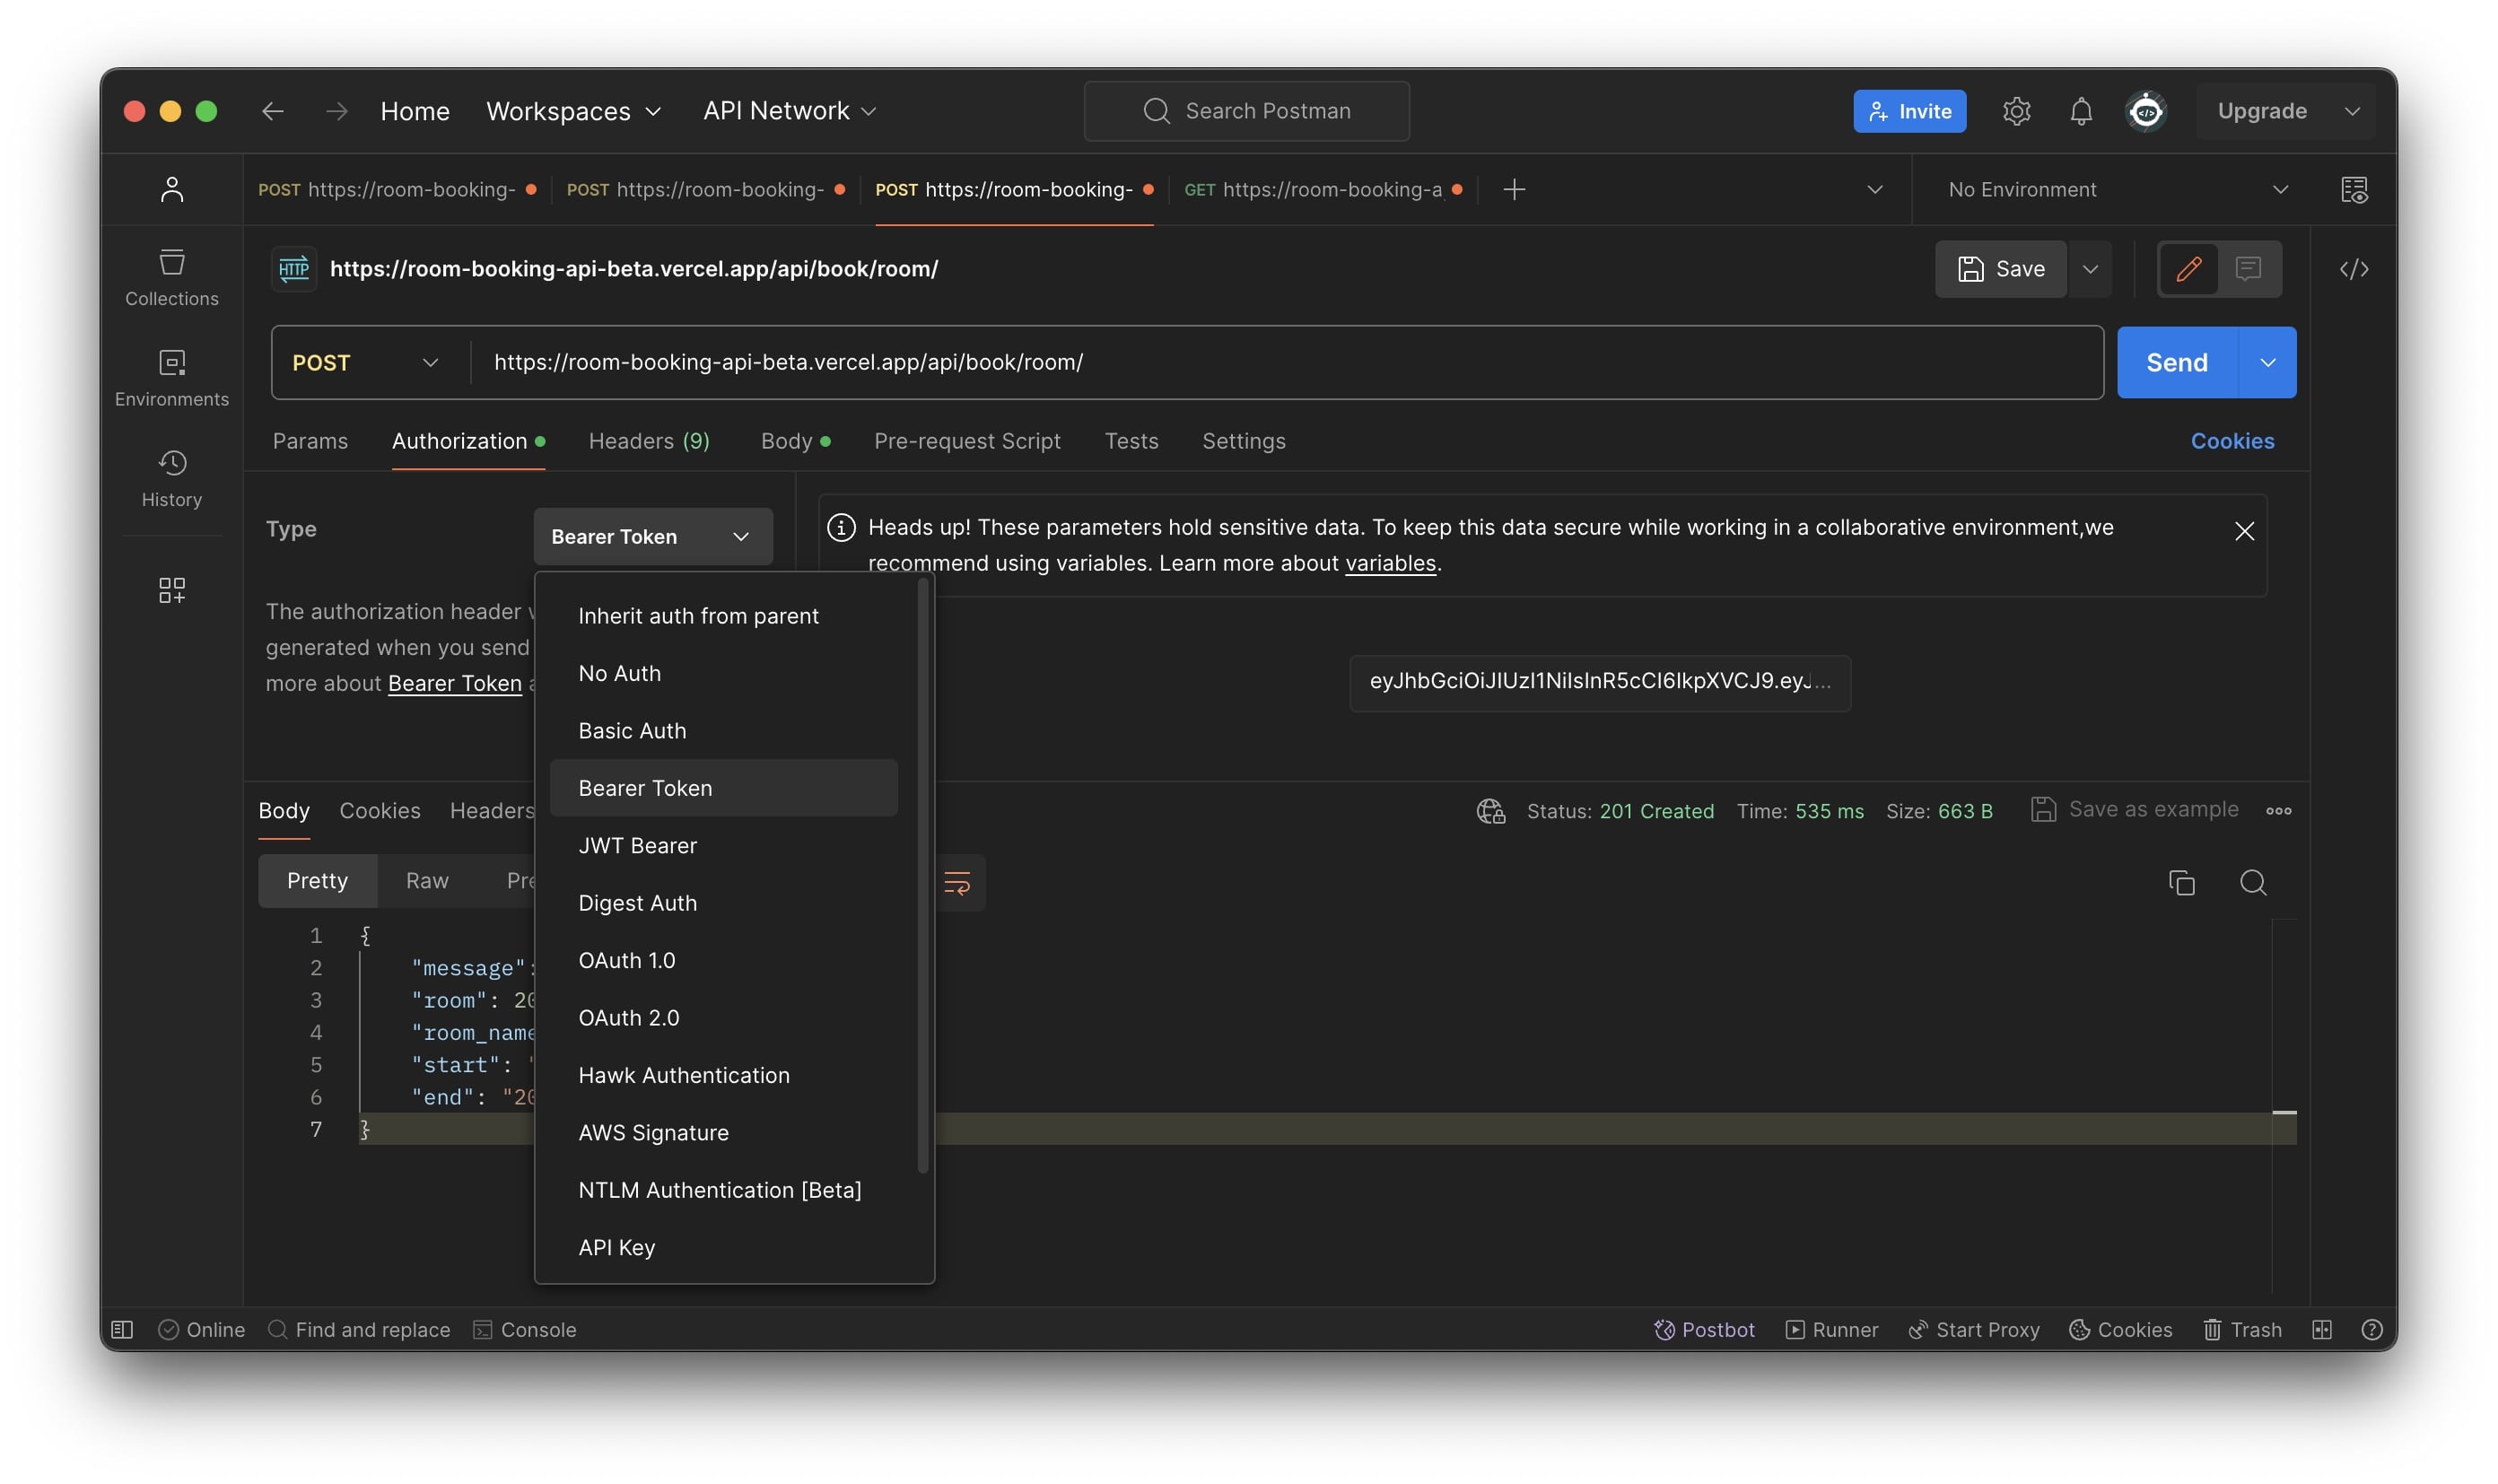 Home Workspaces API Network Search Postman Invite Upgrade
POST https://room-booking- POST https://room-booking- POST https://room-booking- GET https://room-booking-a No Environment
Collections
Environments
History
HTTP https://room-booking-api-beta.vercel.app/api/book/room/ Save
POST https://room-booking-api-beta.vercel.app/api/book/room/ Send
Params Authorization Headers (9) Body Pre-request Script Tests Settings Cookies
Type Bearer Token
Heads up! These parameters hold sensitive data. To keep this data secure while working in a collaborative environment,we
recommend using variables. Learn more about variables.
The authorization header
generated when you send
more about Bearer Token
Inherit auth from parent
No Auth
Basic Auth
Bearer Token
JWT Bearer
Digest Auth
OAuth 1.0
OAuth 2.0
Hawk Authentication
AWS Signature
NTLM Authentication [Beta]
API Key
eyJhbGciOiJIUzI1NiIsInR5cCI6IkpXVCJ9.eyJ...
Body Cookies Headers Status: 201 Created Time: 535 ms Size: 663 B Save as example
Pretty Raw Pre
1 {
2 "message":
3 "room": 20
4 "room_name
5 "start": "
6 "end": "20
7 }
Online Find and replace Console Postbot Runner Start Proxy Cookies Trash